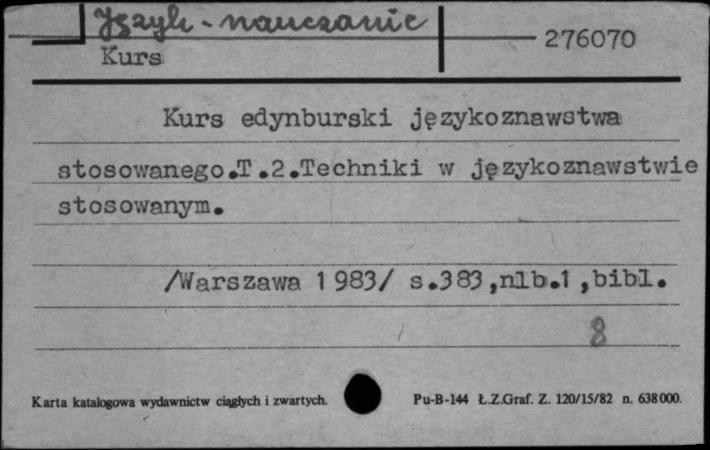 Język - nauczanie
Kurs
276070
Kurs edynburski językoznawstwa
stosowanego.T.2.Techniki w językoznawstwie
stosowanym.
/Warszawa 1983/ s.383,nlb.1,bibl.
8
Karta katalogowa wydawnictw ciągłych i zwartych.
Pu-B-144 Ł.Z.Graf. Z. 120/15/82 n. 638000.